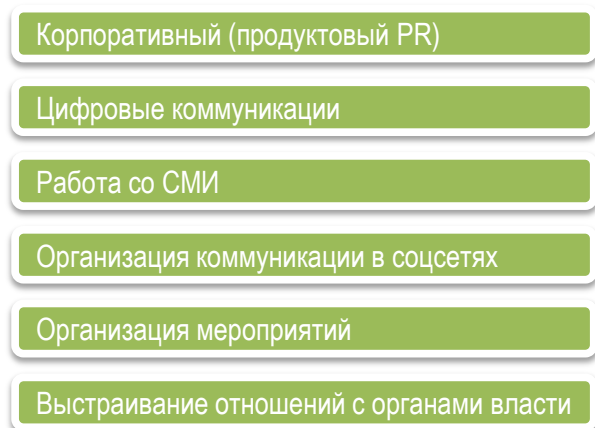 Корпоративный (продуктовый PR)
Цифровые коммуникации
Работа со СМИ
Организация коммуникации в соцсетях
Организация мероприятий
Выстраивание отношений с органами власти